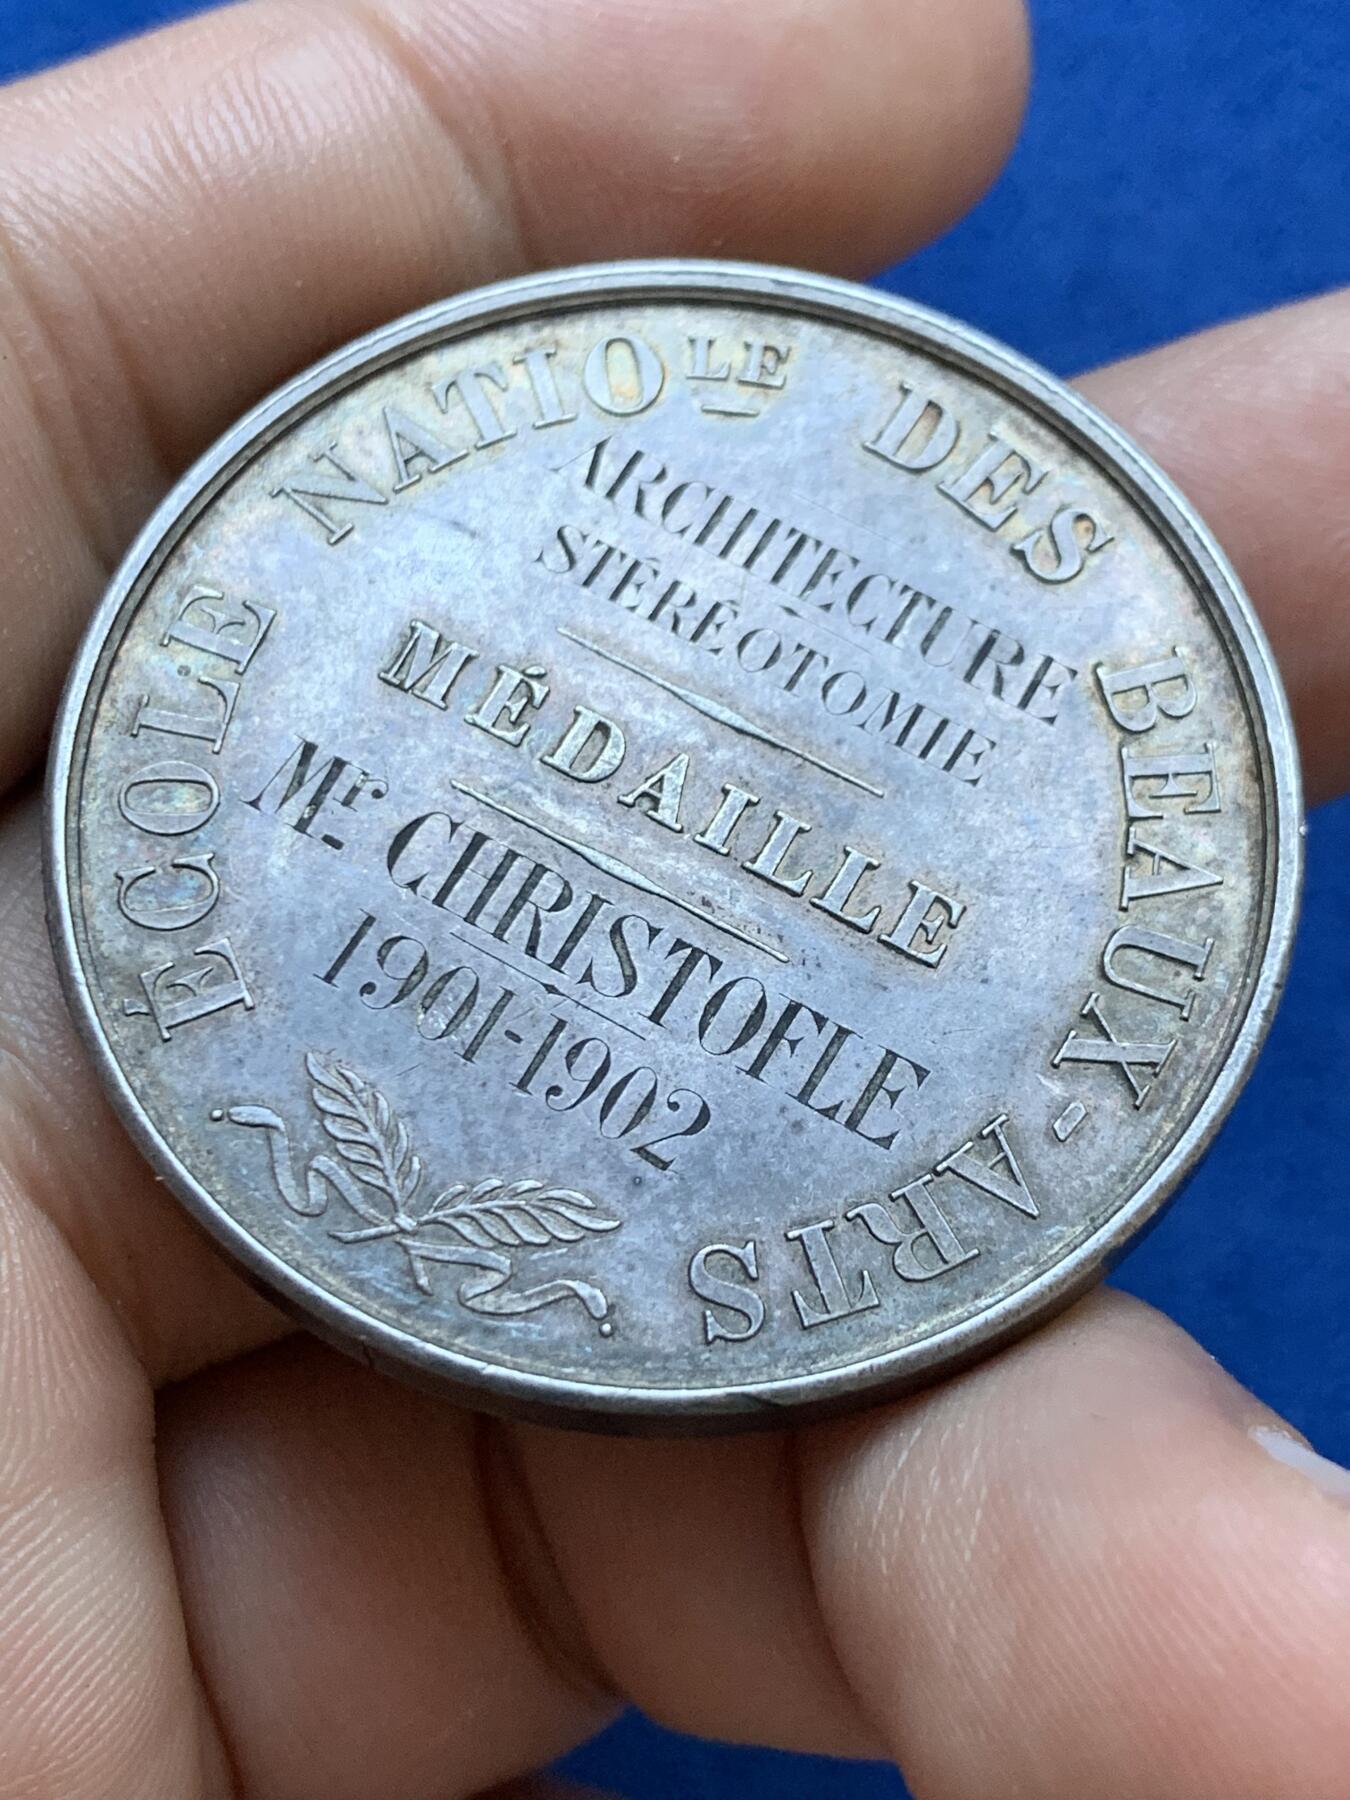 ÉCOLE NATIOLE DES BEAUX-ARTS
ARCHITECTURE
STÉRÉOTOMIE
MÉDAILLE
Mr CHRISTOFLE
1901-1902